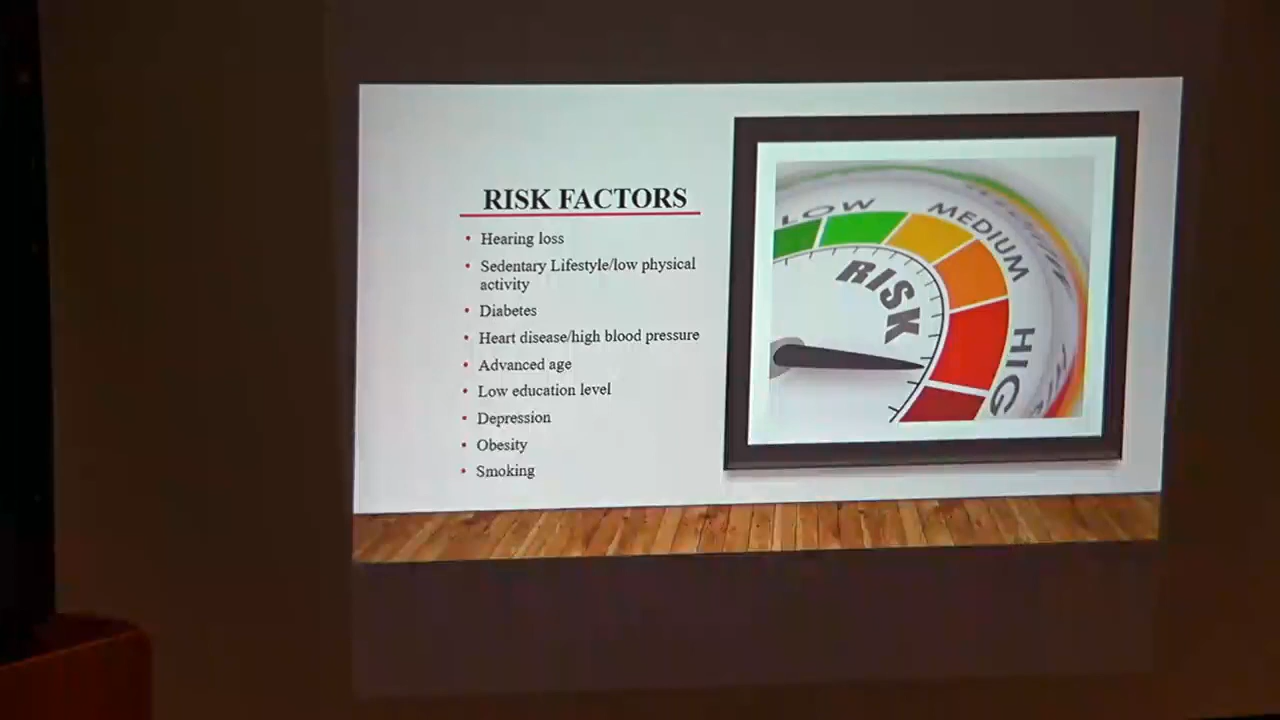 RISK FACTORS
• Hearing loss
• Sedentary Lifestyle/low physical
activity
• Diabetes
• Heart disease/high blood pressure
• Advanced age
• Low education level
• Depression
• Obesity
• Smoking
LOW
MEDIUM
HIG
RISK